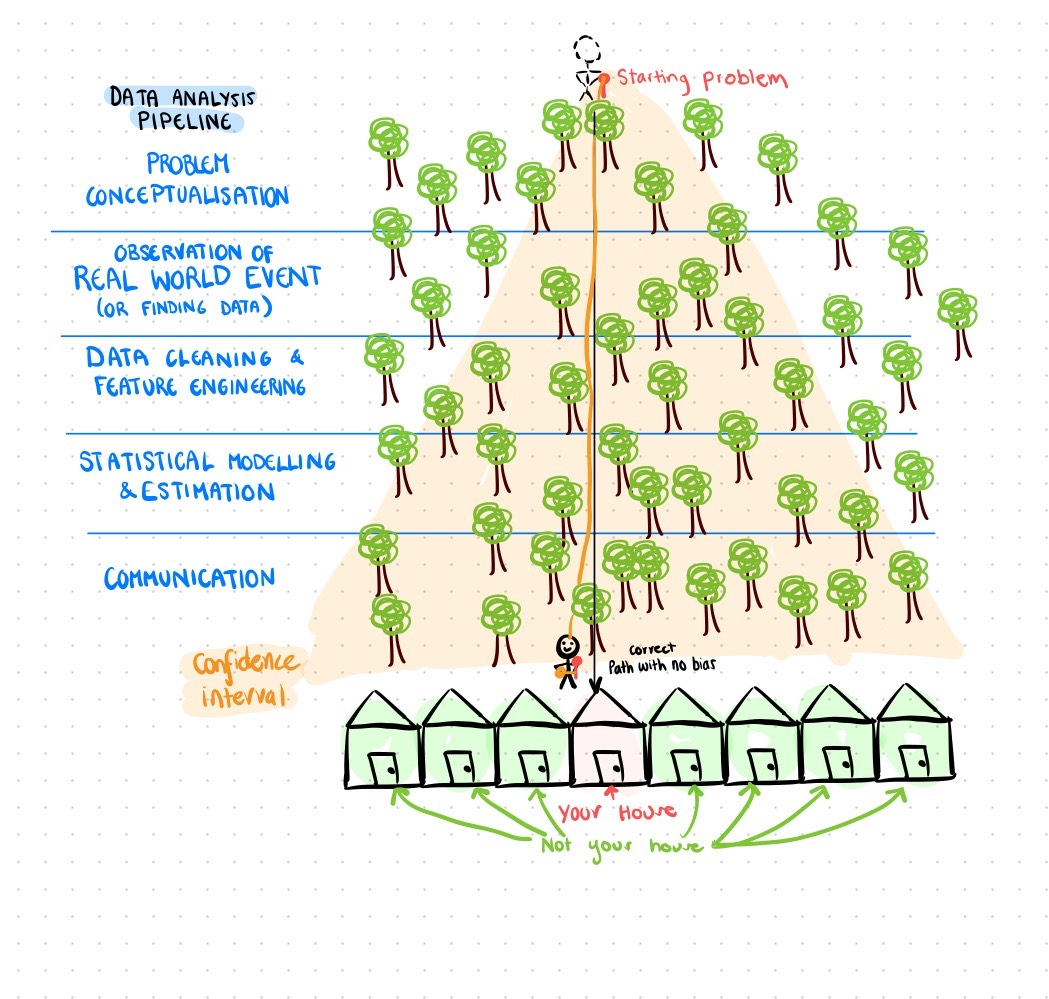 Starting problem
DATA ANALYSIS
PIPELINE
PROBLEM
CONCEPTUALISATION
OBSERVATION OF
REAL WORLD EVENT
(OR FINDING DATA)
DATA CLEANING &
FEATURE ENGINEERING
STATISTICAL MODELLING
& ESTIMATION
COMMUNICATION
Confidence
interval
correct
Path with no bias
Your House
Not your house